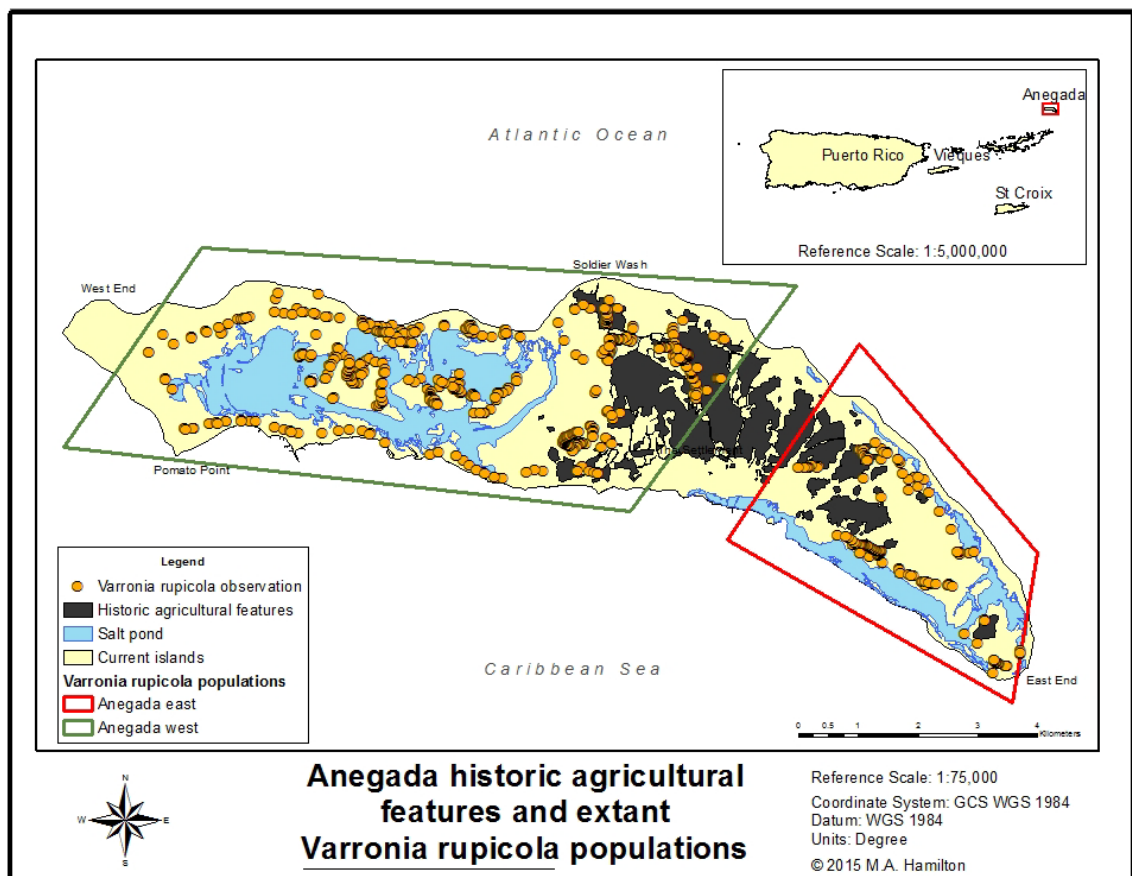 Anegada
Puerto Rico
Vieques
St Croix
Reference Scale: 1:5,000,000
Atlantic Ocean
Soldier Wash
West End
The Settlement
Pomato Point
Legend
Varronia rupicola observation
Historic agricultural features
Salt pond
Current islands
Varronia rupicola populations
Anegada east
Anegada west
Caribbean Sea
East End
0 0.5 1 2 3 4
Kilometers
N
W E
S
Anegada historic agricultural
features and extant
Varronia rupicola populations
Reference Scale: 1:75,000
Coordinate System: GCS WGS 1984
Datum: WGS 1984
Units: Degree
©2015 M.A. Hamilton